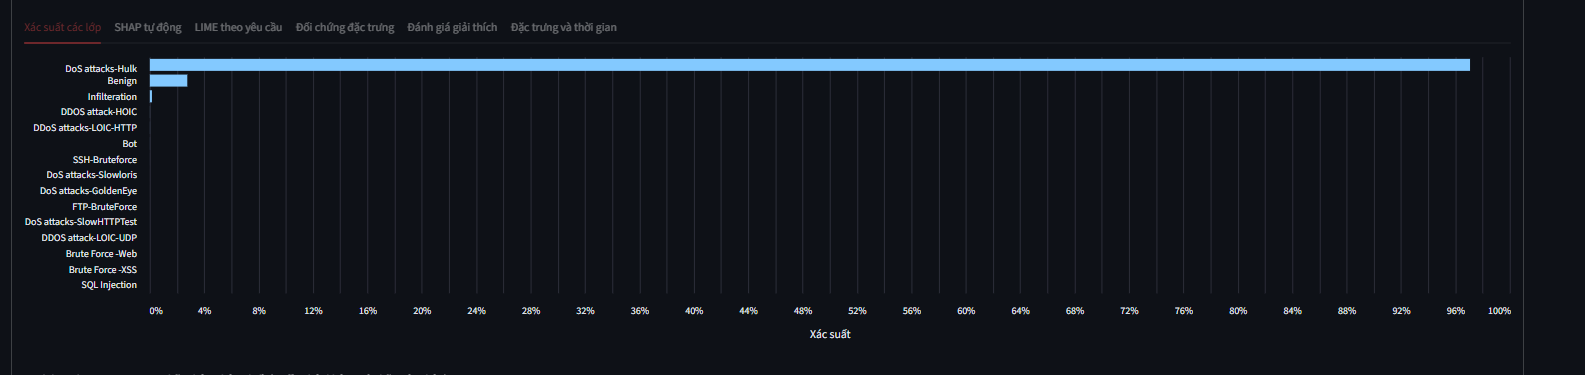 Xác suất các lớp SHAP tự động LIME theo yêu cầu Đối chứng đặc trưng Đánh giá giải thích Đặc trưng và thời gian
DoS attacks-Hulk
Benign
Infilteration
DDOS attack-HOIC
DDoS attacks-LOIC-HTTP
Bot
SSH-Bruteforce
DoS attacks-Slowloris
DoS attacks-GoldenEye
FTP-BruteForce
DoS attacks-SlowHTTPTest
DDOS attack-LOIC-UDP
Brute Force -Web
Brute Force -XSS
SQL Injection
0% 4% 8% 12% 16% 20% 24% 28% 32% 36% 40% 44% 48% 52% 56% 60% 64% 68% 72% 76% 80% 84% 88% 92% 96% 100%
Xác suất